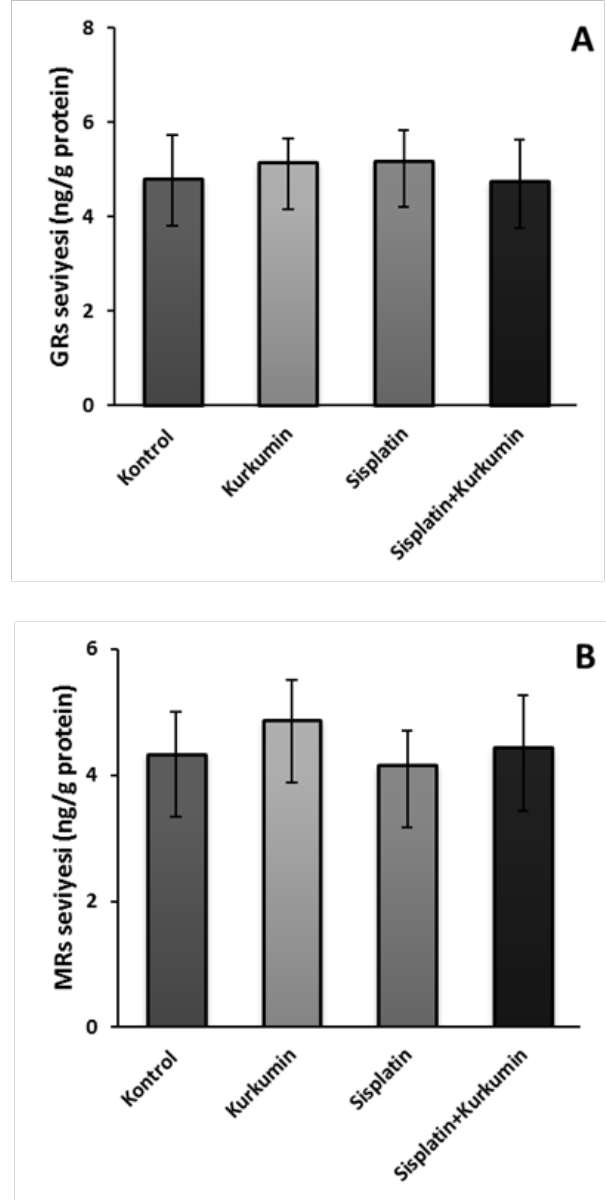 A
GRs seviyesi (ng/g protein)
8
6
4
2
0
Kontrol
Kurkumin
Sisplatin
Sisplatin+Kurkumin
B
MRs seviyesi (ng/g protein)
6
4
2
0
Kontrol
Kurkumin
Sisplatin
Sisplatin+Kurkumin